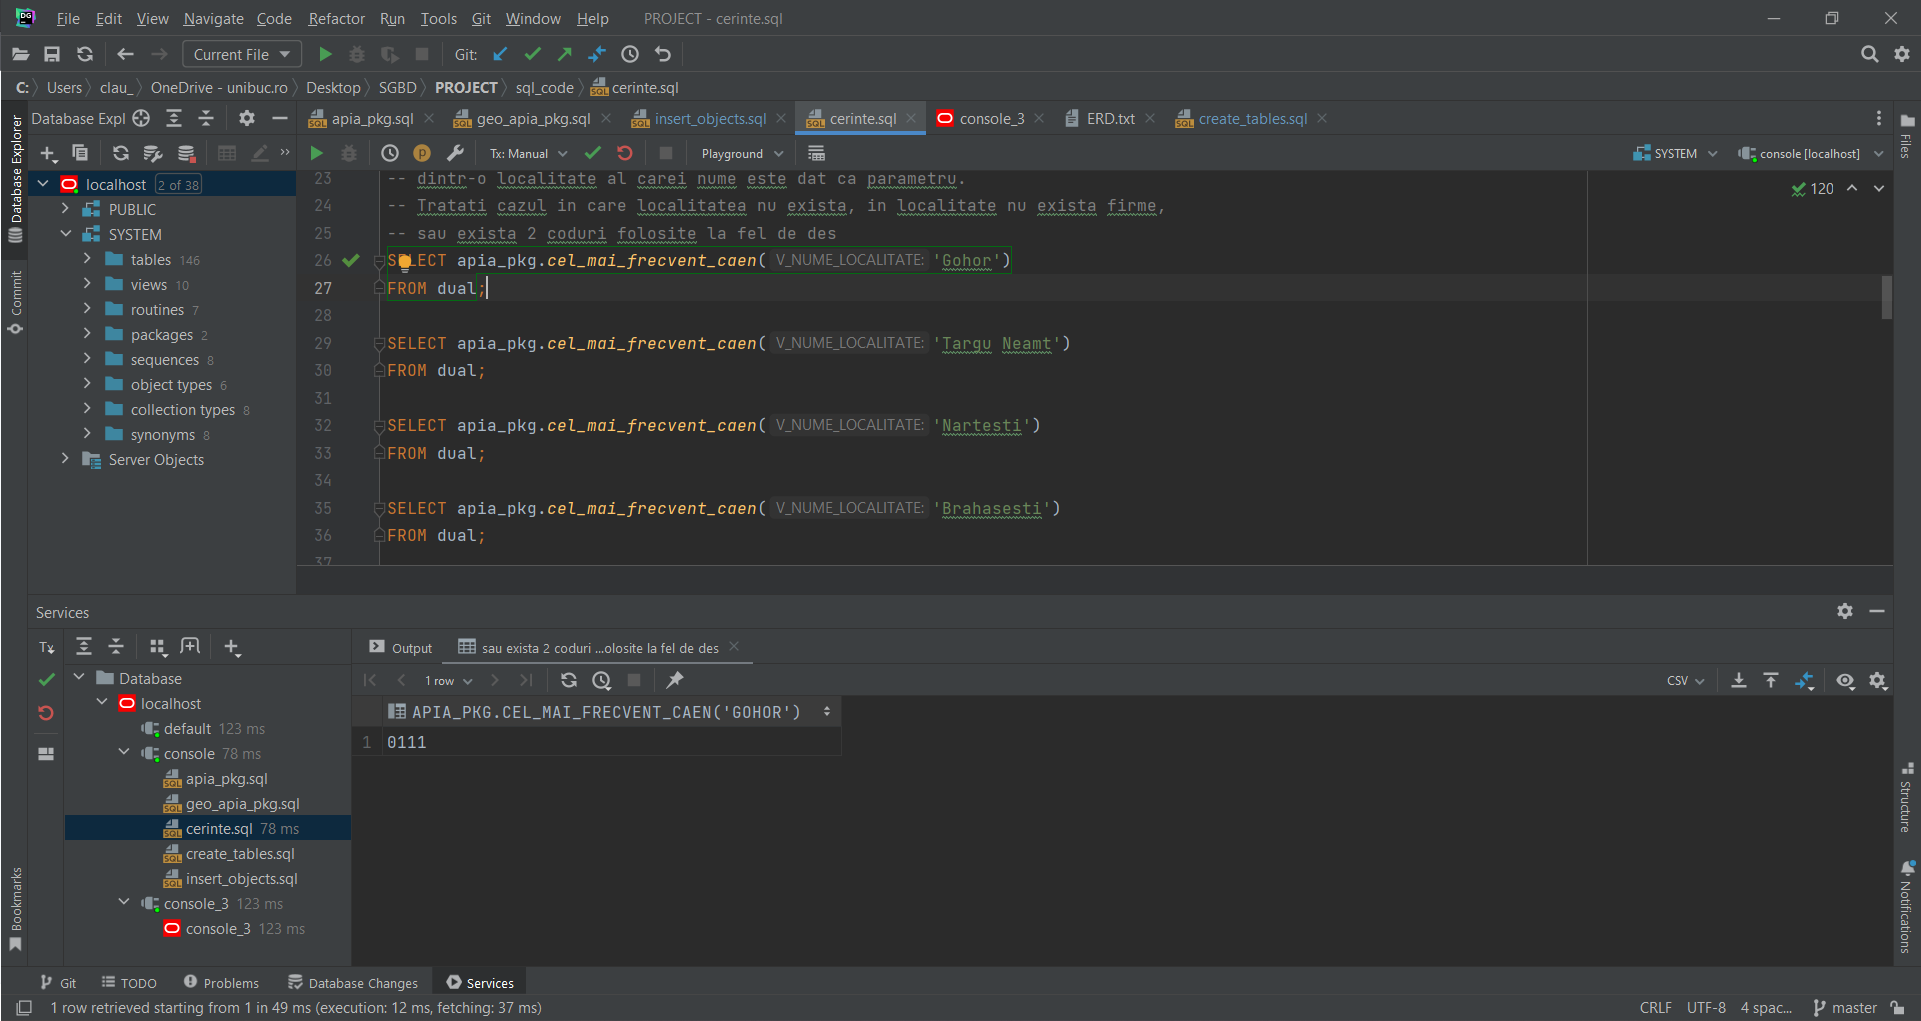 File Edit View Navigate Code Refactor Run Tools Git Window Help PROJECT - cerinte.sql
Current File Git:
C: Users clau_ OneDrive - unibuc.ro Desktop SGBD PROJECT sql_code cerinte.sql
Database Expl apia_pkg.sql geo_apia_pkg.sql insert_objects.sql cerinte.sql console_3 ERD.txt create_tables.sql
Tx: Manual Playground SYSTEM console [localhost]
Database Explorer
Commit
Bookmarks
Files
Structure
Notifications
localhost 2 of 38
PUBLIC
SYSTEM
tables 146
views 10
routines 7
packages 2
sequences 8
object types 6
collection types 8
synonyms 8
Server Objects
120
23 -- dintr-o localitate al carei nume este dat ca parametru.
24 -- Tratati cazul in care localitatea nu exista, in localitate nu exista firme,
25 -- sau exista 2 coduri folosite la fel de des
26 SELECT apia_pkg.cel_mai_frecvent_caen( V_NUME_LOCALITATE: 'Gohor')
27 FROM dual;
28
29 SELECT apia_pkg.cel_mai_frecvent_caen( V_NUME_LOCALITATE: 'Targu Neamt')
30 FROM dual;
31
32 SELECT apia_pkg.cel_mai_frecvent_caen( V_NUME_LOCALITATE: 'Nartesti')
33 FROM dual;
34
35 SELECT apia_pkg.cel_mai_frecvent_caen( V_NUME_LOCALITATE: 'Brahasesti')
36 FROM dual;
37
Services
Tx
Database
localhost
default 123 ms
console 78 ms
apia_pkg.sql
geo_apia_pkg.sql
cerinte.sql 78 ms
create_tables.sql
insert_objects.sql
console_3 123 ms
console_3 123 ms
Output sau exista 2 coduri ...olosite la fel de des
1 row CSV
APIA_PKG.CEL_MAI_FRECVENT_CAEN('GOHOR')
1 0111
Git TODO Problems Database Changes Services
1 row retrieved starting from 1 in 49 ms (execution: 12 ms, fetching: 37 ms) CRLF UTF-8 4 spac... master